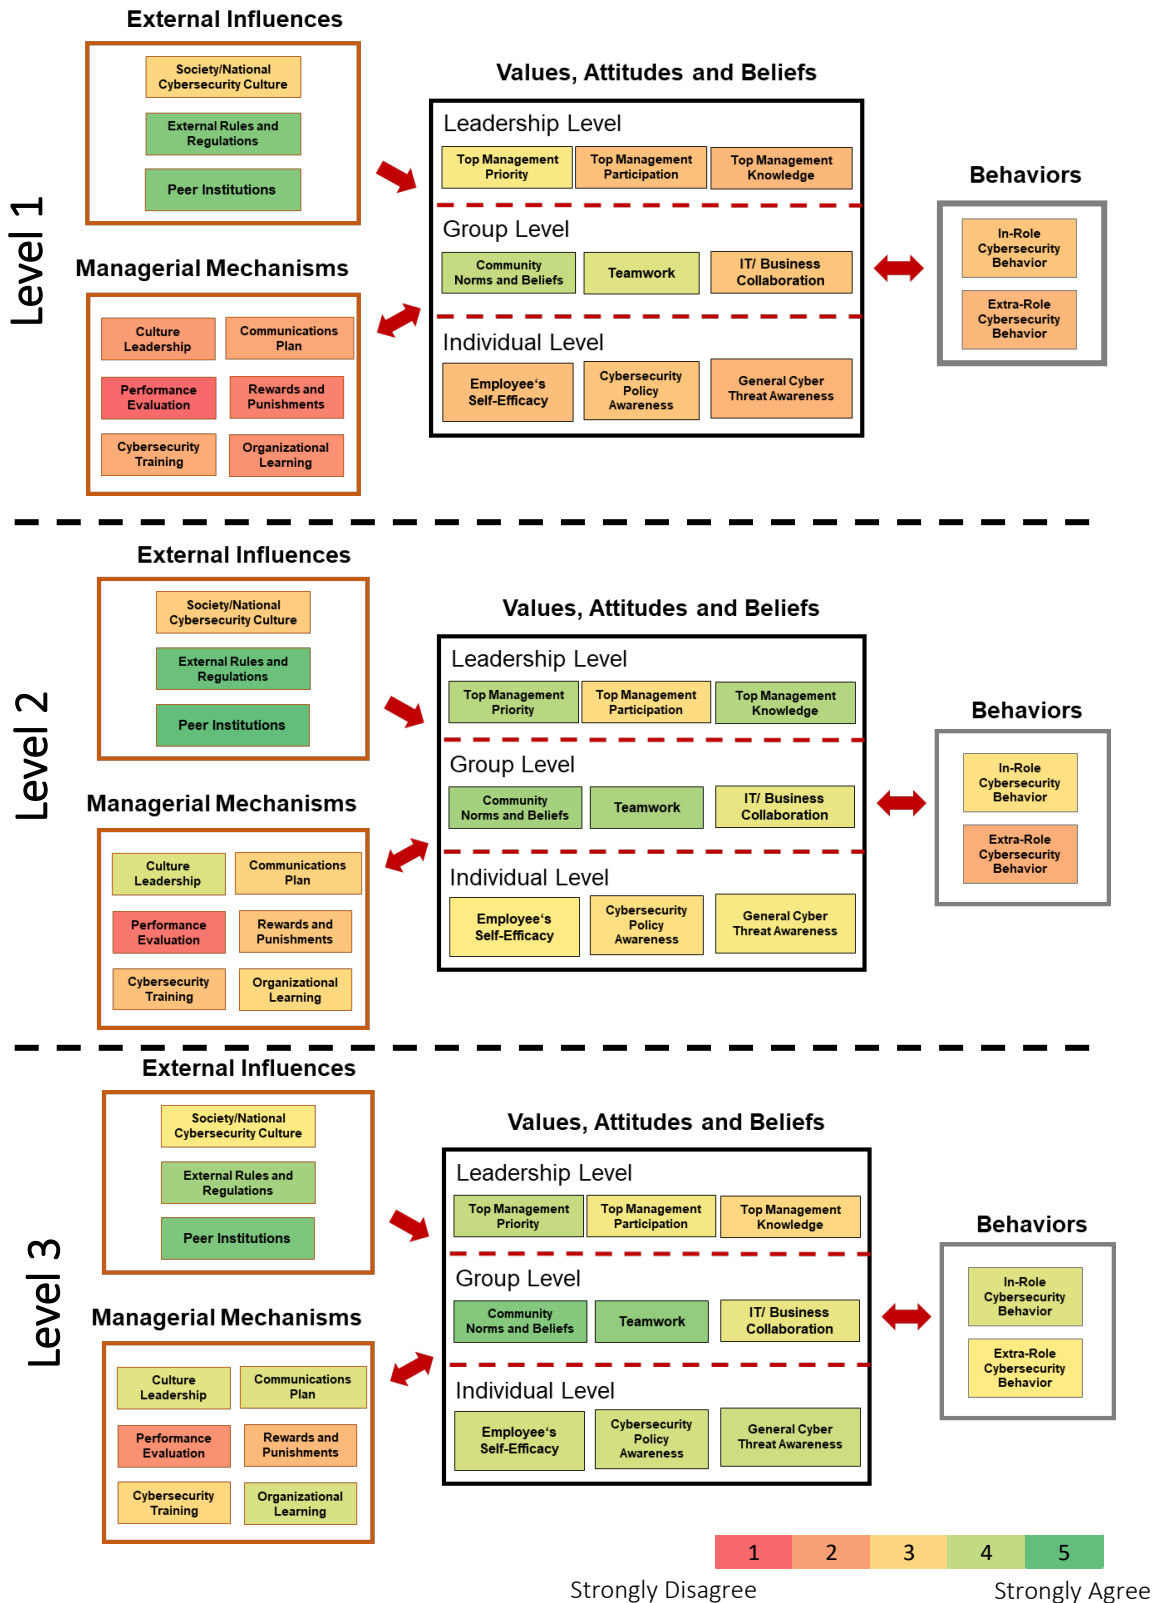 Level 1
External Influences
Society/National
Cybersecurity Culture
External Rules and
Regulations
Peer Institutions
Managerial Mechanisms
Culture
Leadership
Communications
Plan
Performance
Evaluation
Rewards and
Punishments
Cybersecurity
Training
Organizational
Learning
Values, Attitudes and Beliefs
Leadership Level
Top Management
Priority
Top Management
Participation
Top Management
Knowledge
Group Level
Community
Norms and Beliefs
Teamwork
IT/ Business
Collaboration
Individual Level
Employee‘s
Self-Efficacy
Cybersecurity
Policy
Awareness
General Cyber
Threat Awareness
Behaviors
In-Role
Cybersecurity
Behavior
Extra-Role
Cybersecurity
Behavior
Level 2
External Influences
Society/National
Cybersecurity Culture
External Rules and
Regulations
Peer Institutions
Managerial Mechanisms
Culture
Leadership
Communications
Plan
Performance
Evaluation
Rewards and
Punishments
Cybersecurity
Training
Organizational
Learning
Values, Attitudes and Beliefs
Leadership Level
Top Management
Priority
Top Management
Participation
Top Management
Knowledge
Group Level
Community
Norms and Beliefs
Teamwork
IT/ Business
Collaboration
Individual Level
Employee‘s
Self-Efficacy
Cybersecurity
Policy
Awareness
General Cyber
Threat Awareness
Behaviors
In-Role
Cybersecurity
Behavior
Extra-Role
Cybersecurity
Behavior
Level 3
External Influences
Society/National
Cybersecurity Culture
External Rules and
Regulations
Peer Institutions
Managerial Mechanisms
Culture
Leadership
Communications
Plan
Performance
Evaluation
Rewards and
Punishments
Cybersecurity
Training
Organizational
Learning
Values, Attitudes and Beliefs
Leadership Level
Top Management
Priority
Top Management
Participation
Top Management
Knowledge
Group Level
Community
Norms and Beliefs
Teamwork
IT/ Business
Collaboration
Individual Level
Employee‘s
Self-Efficacy
Cybersecurity
Policy
Awareness
General Cyber
Threat Awareness
Behaviors
In-Role
Cybersecurity
Behavior
Extra-Role
Cybersecurity
Behavior
1 2 3 4 5
Strongly Disagree Strongly Agree